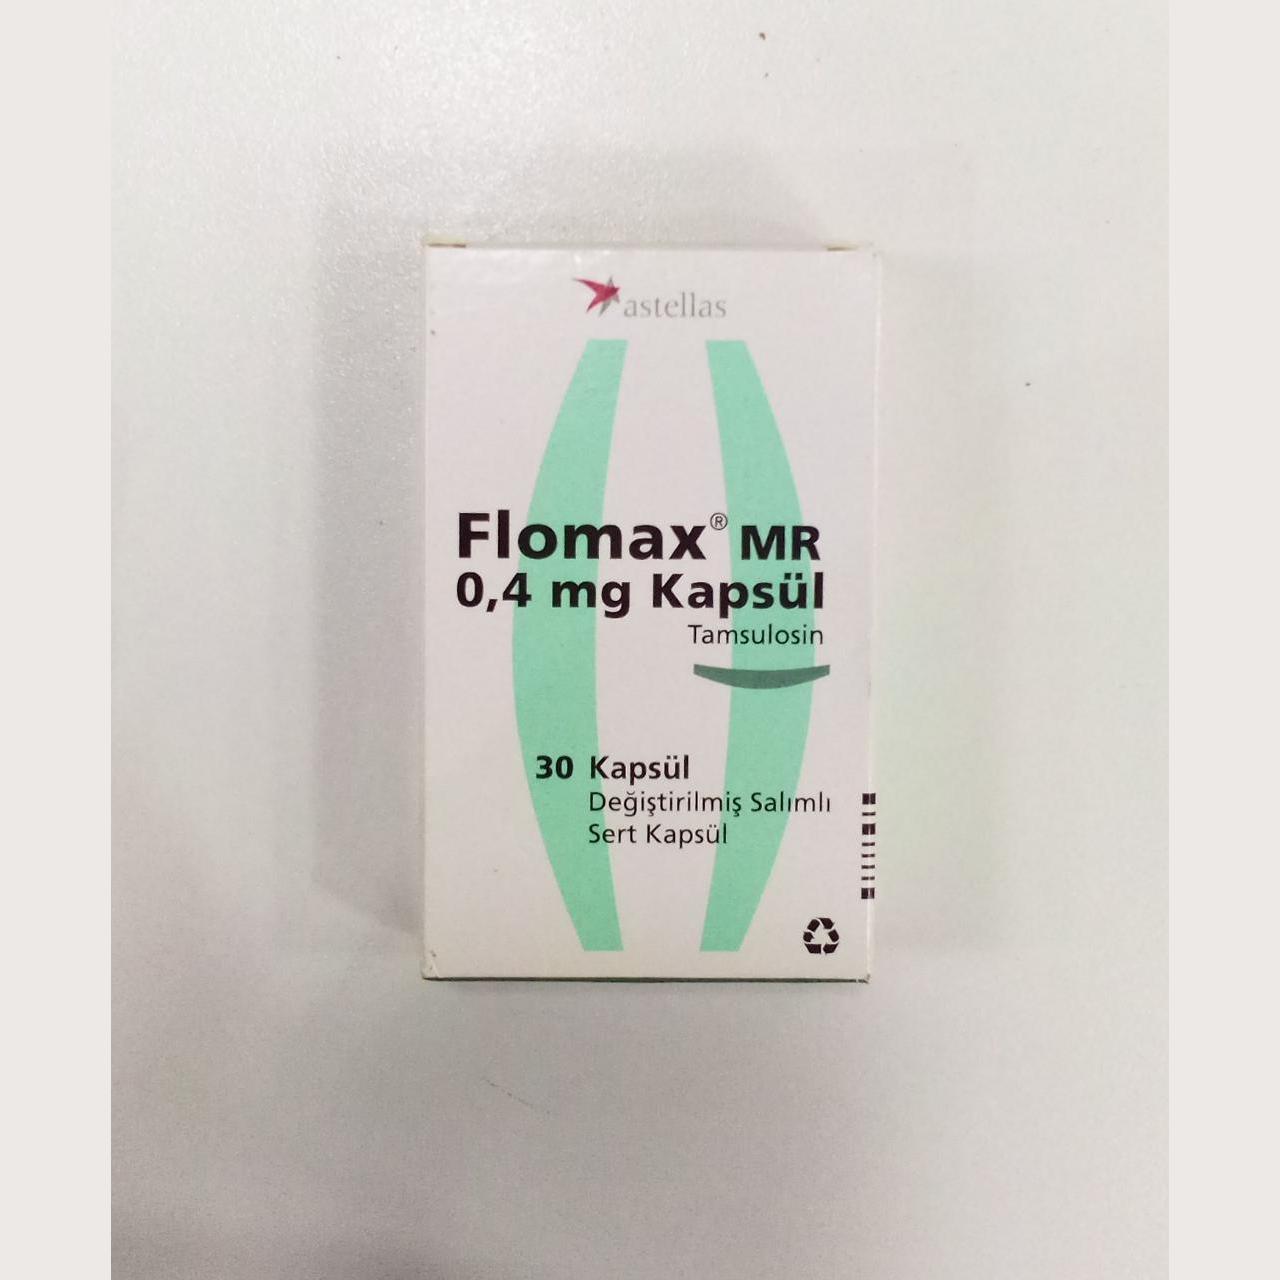 astellas
Flomax® MR
0,4 mg Kapsül
Tamsulosin
30 Kapsül
Değiştirilmiş Salımlı
Sert Kapsül